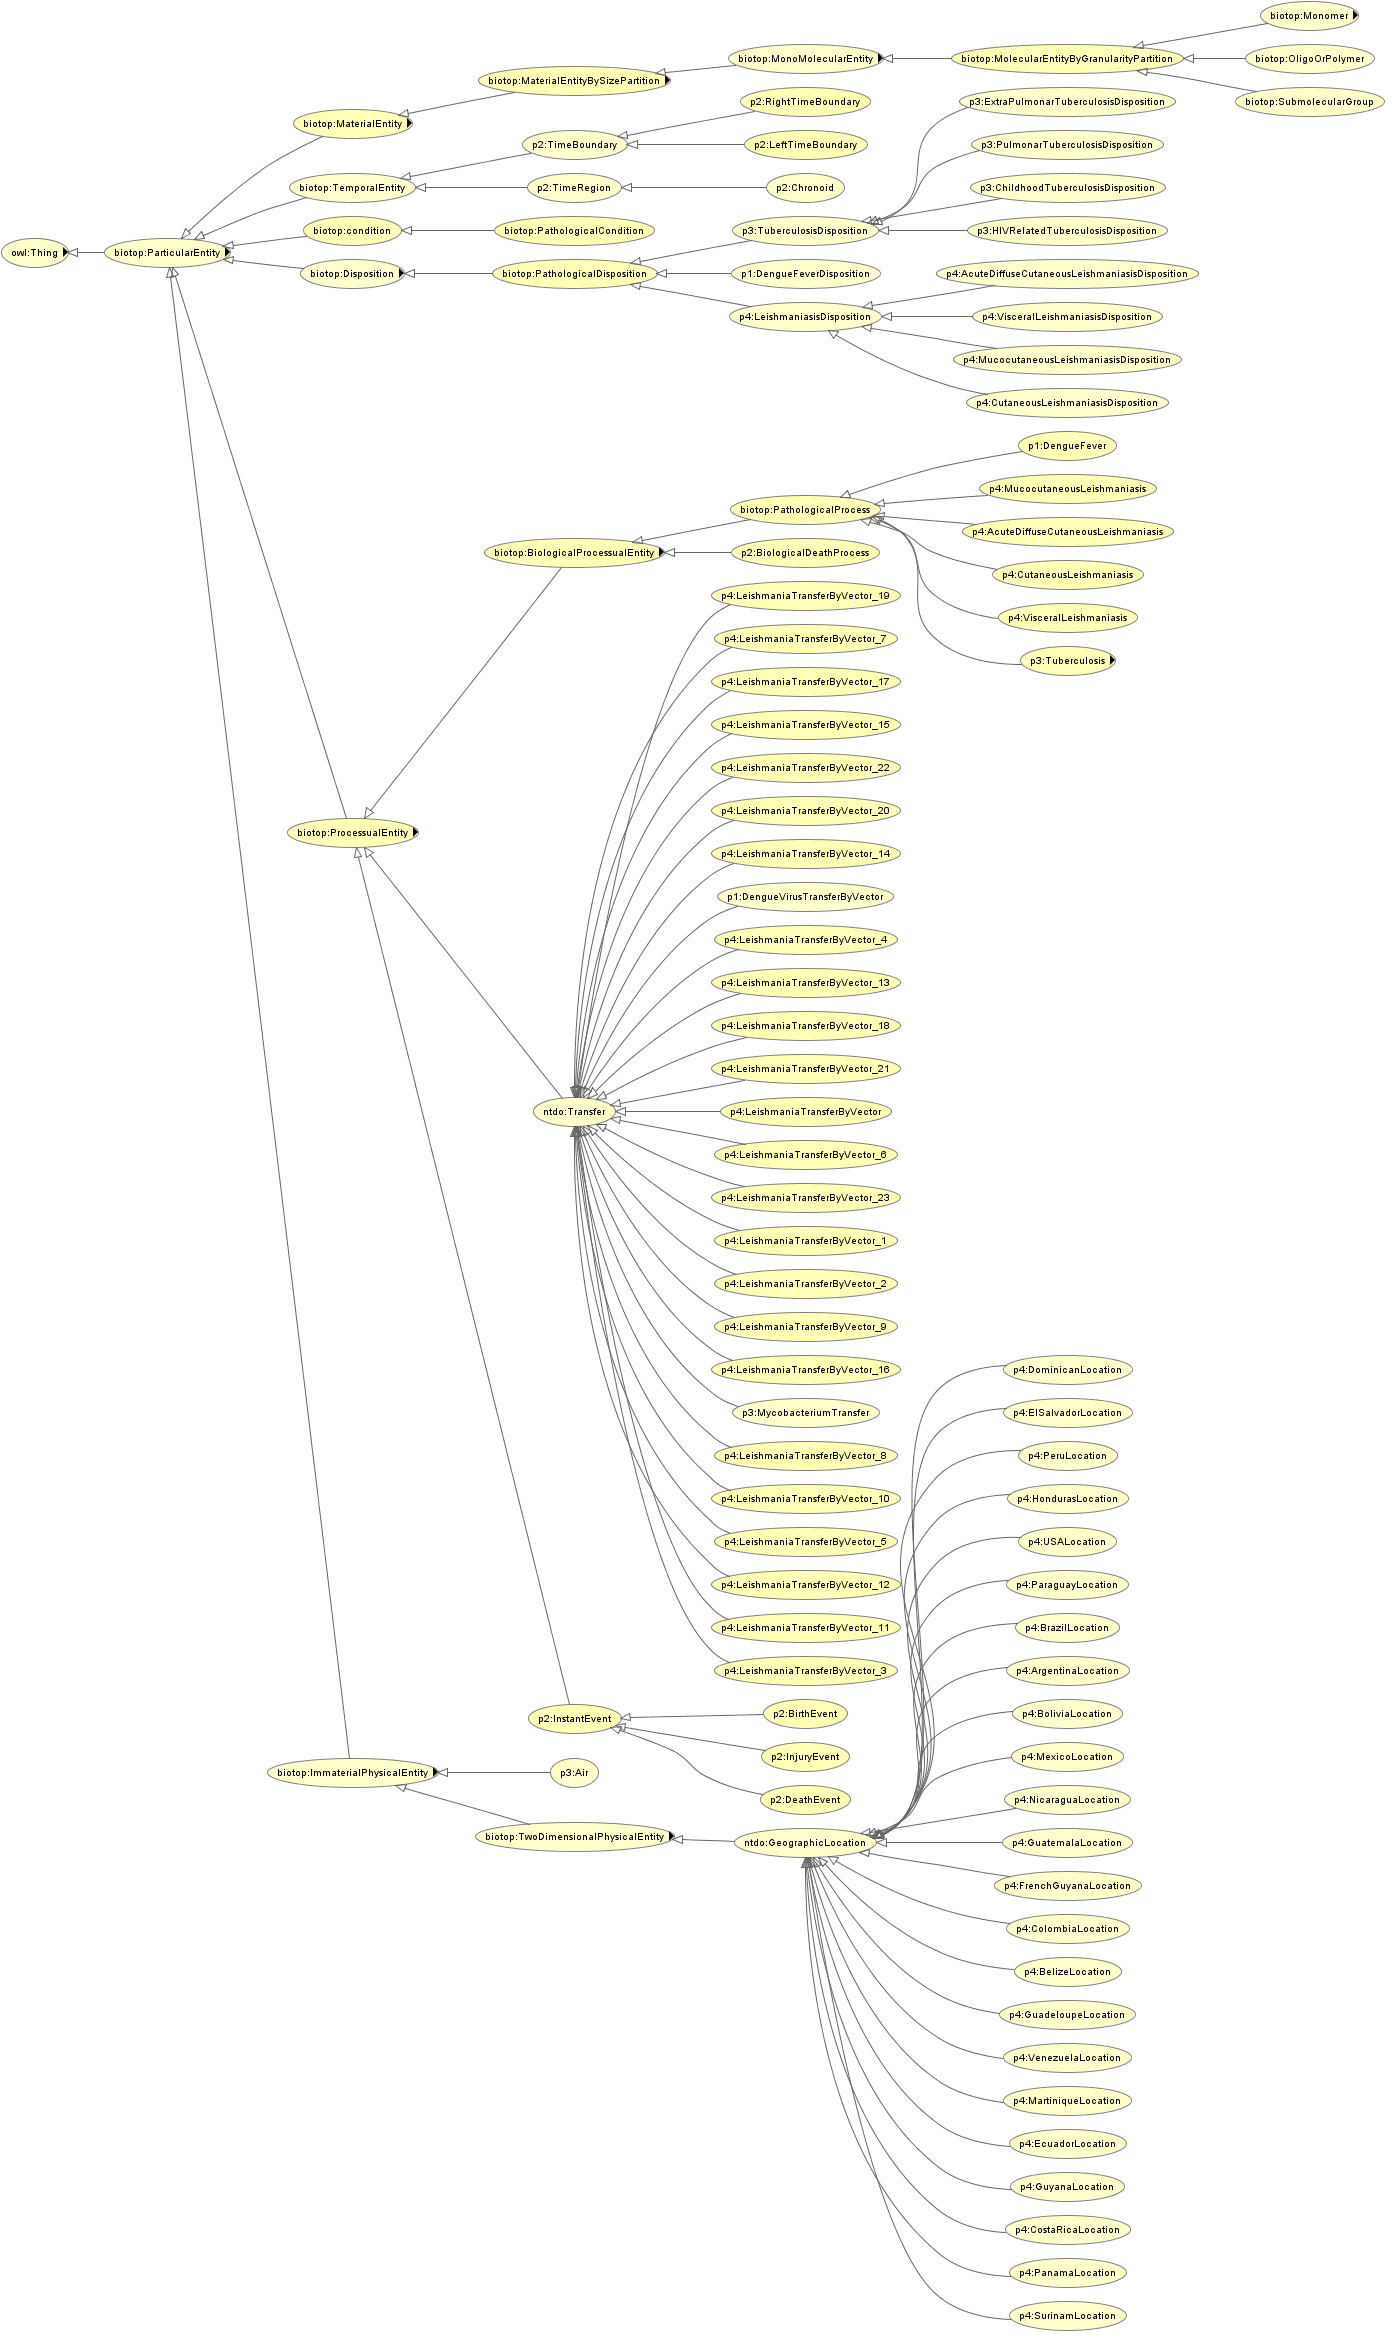 biotop:Monomer
biotop:MonoMolecularEntity
biotop:MolecularEntityByGranularityPartition
biotop:OligoOrPolymer
biotop:MaterialEntityBySizePartition
p2:RightTimeBoundary
p3:ExtraPulmonarTuberculosisDisposition
biotop:SubmolecularGroup
biotop:MaterialEntity
p2:TimeBoundary
p2:LeftTimeBoundary
p3:PulmonarTuberculosisDisposition
biotop:TemporalEntity
p2:TimeRegion
p2:Chronoid
p3:ChildhoodTuberculosisDisposition
biotop:condition
biotop:PathologicalCondition
p3:TuberculosisDisposition
p3:HIVRelatedTuberculosisDisposition
owl:Thing
biotop:ParticularEntity
biotop:Disposition
biotop:PathologicalDisposition
p1:DengueFeverDisposition
p4:AcuteDiffuseCutaneousLeishmaniasisDisposition
p4:LeishmaniasisDisposition
p4:VisceralLeishmaniasisDisposition
p4:MucocutaneousLeishmaniasisDisposition
p4:CutaneousLeishmaniasisDisposition
p1:DengueFever
p4:MucocutaneousLeishmaniasis
biotop:PathologicalProcess
p4:AcuteDiffuseCutaneousLeishmaniasis
biotop:BiologicalProcessualEntity
p2:BiologicalDeathProcess
p4:CutaneousLeishmaniasis
p4:LeishmaniaTransferByVector_19
p4:VisceralLeishmaniasis
p4:LeishmaniaTransferByVector_7
p3:Tuberculosis
p4:LeishmaniaTransferByVector_17
p4:LeishmaniaTransferByVector_15
p4:LeishmaniaTransferByVector_22
p4:LeishmaniaTransferByVector_20
biotop:ProcessualEntity
p4:LeishmaniaTransferByVector_14
p1:DengueVirusTransferByVector
p4:LeishmaniaTransferByVector_4
p4:LeishmaniaTransferByVector_13
p4:LeishmaniaTransferByVector_18
p4:LeishmaniaTransferByVector_21
ntdo:Transfer
p4:LeishmaniaTransferByVector
p4:LeishmaniaTransferByVector_6
p4:LeishmaniaTransferByVector_23
p4:LeishmaniaTransferByVector_1
p4:LeishmaniaTransferByVector_2
p4:LeishmaniaTransferByVector_9
p4:LeishmaniaTransferByVector_16
p4:DominicanLocation
p3:MycobacteriumTransfer
p4:ElSalvadorLocation
p4:LeishmaniaTransferByVector_8
p4:PeruLocation
p4:LeishmaniaTransferByVector_10
p4:HondurasLocation
p4:LeishmaniaTransferByVector_5
p4:USALocation
p4:LeishmaniaTransferByVector_12
p4:ParaguayLocation
p4:LeishmaniaTransferByVector_11
p4:BrazilLocation
p4:LeishmaniaTransferByVector_3
p4:ArgentinaLocation
p2:InstantEvent
p2:BirthEvent
p4:BoliviaLocation
p2:InjuryEvent
p4:MexicoLocation
biotop:ImmaterialPhysicalEntity
p3:Air
p2:DeathEvent
p4:NicaraguaLocation
biotop:TwoDimensionalPhysicalEntity
ntdo:GeographicLocation
p4:GuatemalaLocation
p4:FrenchGuyanaLocation
p4:ColombiaLocation
p4:BelizeLocation
p4:GuadeloupeLocation
p4:VenezuelaLocation
p4:MartiniqueLocation
p4:EcuadorLocation
p4:GuyanaLocation
p4:CostaRicaLocation
p4:PanamaLocation
p4:SurinamLocation